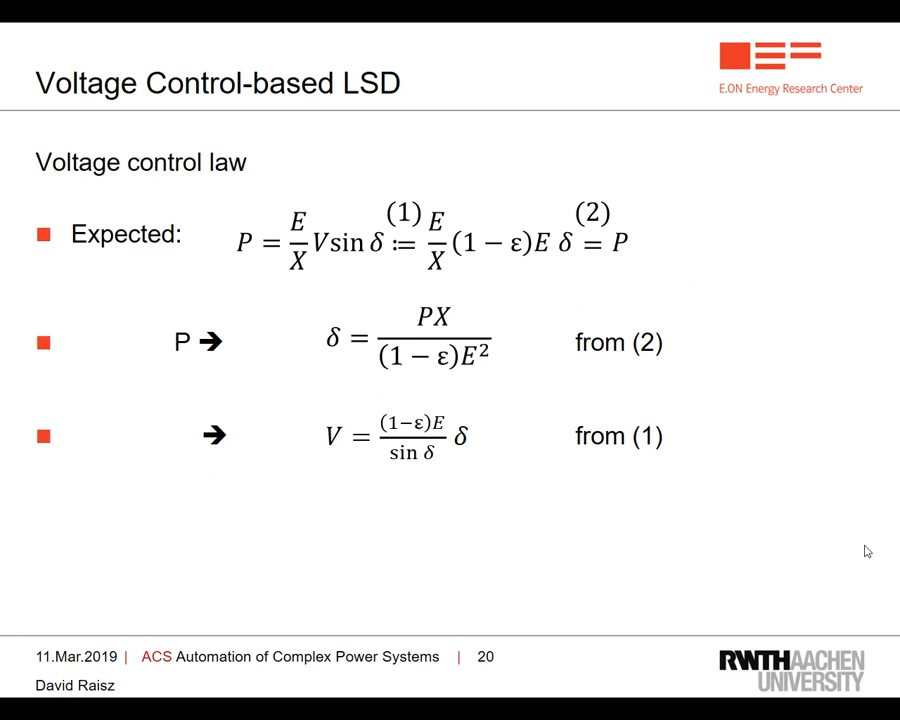 Voltage Control-based LSD
E.ON Energy Research Center
Voltage control law
Expected: P = E/X V sin δ (1) := E/X (1 − ε)E δ (2) = P
P ➔ δ = PX/((1 − ε)E²) from (2)
➔ V = (1−ε)E/(sin δ) δ from (1)
11.Mar.2019 | ACS Automation of Complex Power Systems | 20
David Raisz
RWTHAACHEN
UNIVERSITY